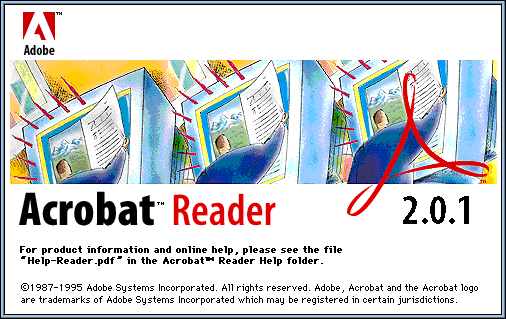 Adobe™
Acrobat™ Reader 2.0.1
For product information and online help, please see the file
"Help-Reader.pdf" in the Acrobat™ Reader Help folder.
©1987-1995 Adobe Systems Incorporated. All rights reserved. Adobe, Acrobat and the Acrobat logo
are trademarks of Adobe Systems Incorporated which may be registered in certain jurisdictions.